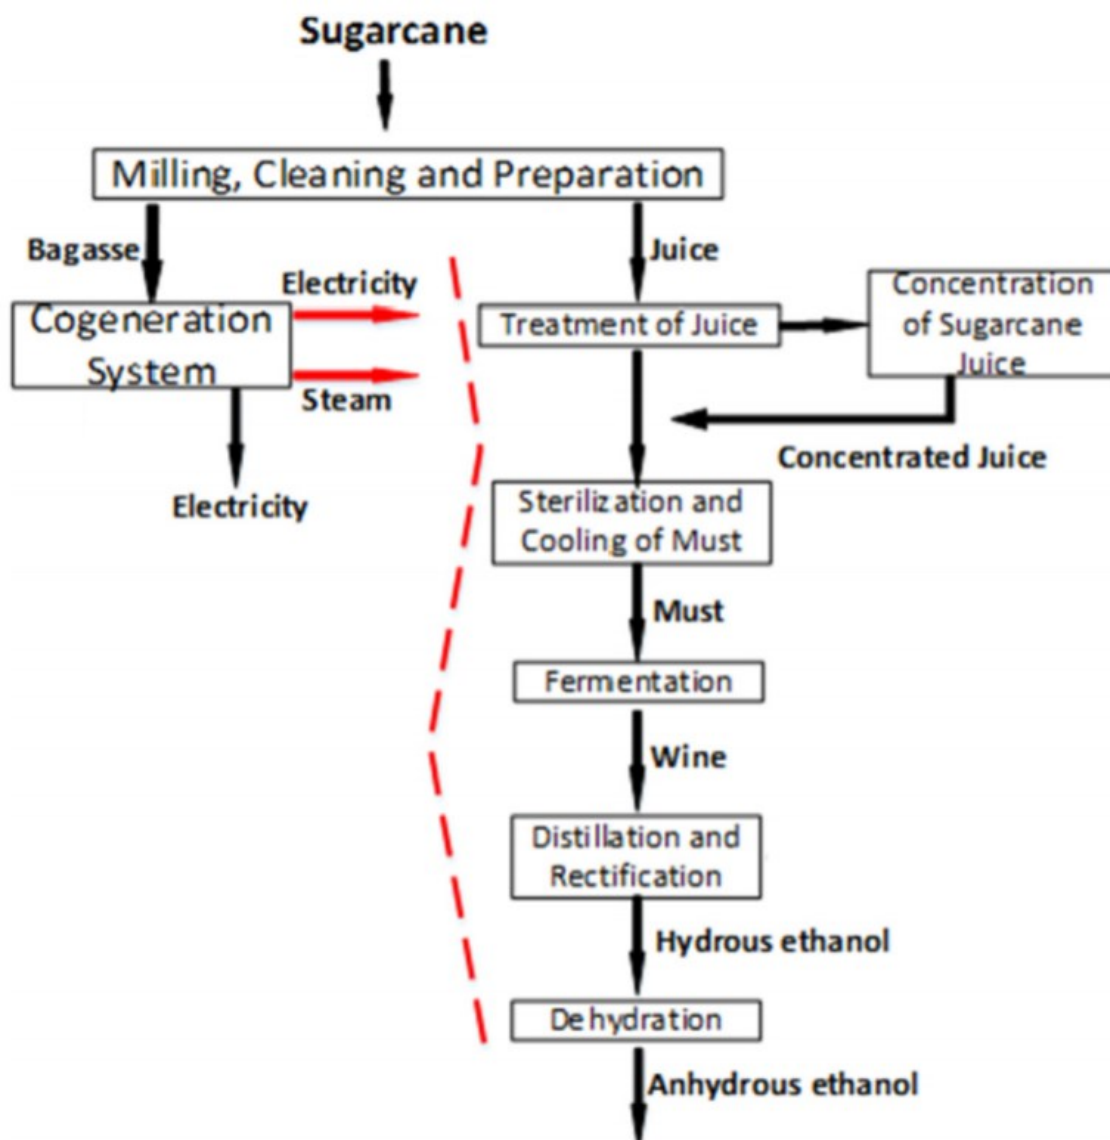 Sugarcane
Milling, Cleaning and Preparation
Bagasse
Juice
Electricity
Cogeneration
System
Steam
Electricity
Treatment of Juice
Concentration
of Sugarcane
Juice
Concentrated Juice
Sterilization and
Cooling of Must
Must
Fermentation
Wine
Distillation and
Rectification
Hydrous ethanol
Dehydration
Anhydrous ethanol